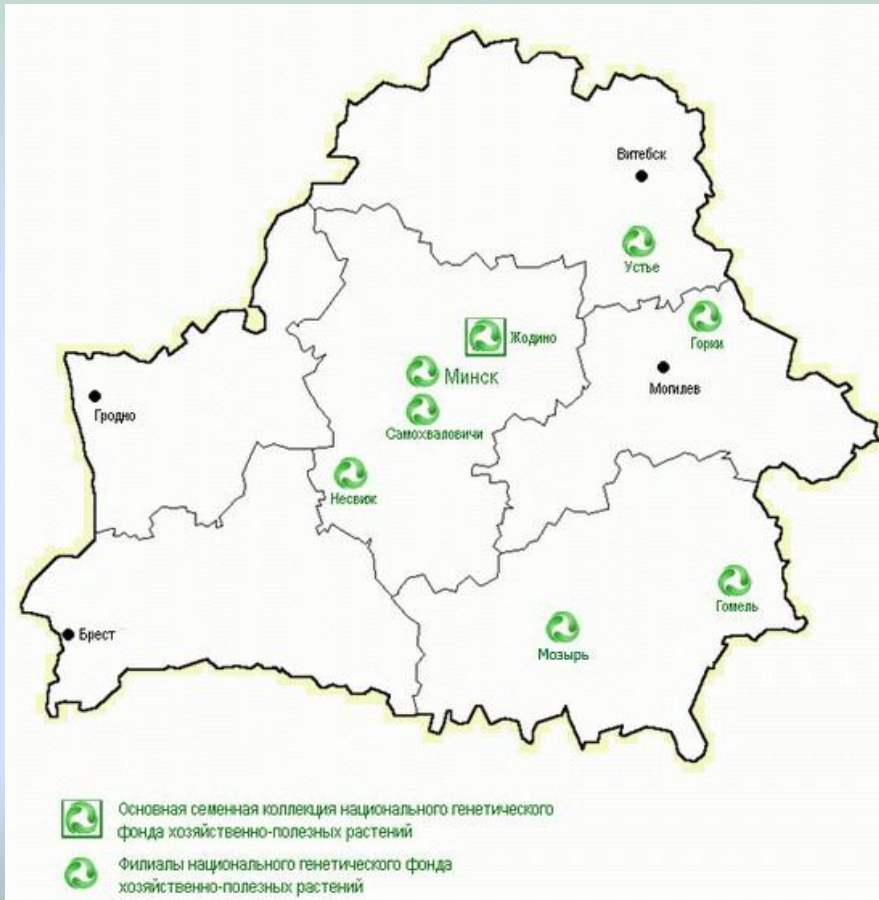 Витебск
Устье
Жодино
Горки
Минск
Могилев
Гродно
Самохваловичи
Несвиж
Гомель
Мозырь
Брест
Основная семенная коллекция национального генетического
фонда хозяйственно-полезных растений
Филиалы национального генетического фонда
хозяйственно-полезных растений